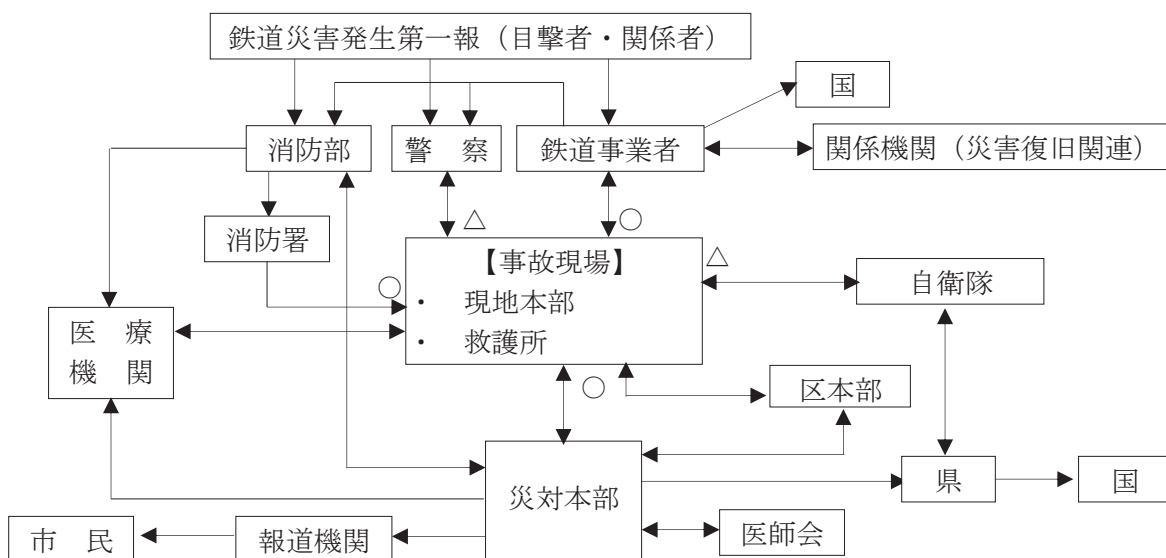 鉄道災害発生第一報（目撃者・関係者）
国
消防部
警　察
鉄道事業者
関係機関（災害復旧関連）
△
○
消防署
【事故現場】
・　現地本部
・　救護所
○
△
自衛隊
医　療
機　関
○
区本部
災対本部
県
国
市　民
報道機関
医師会